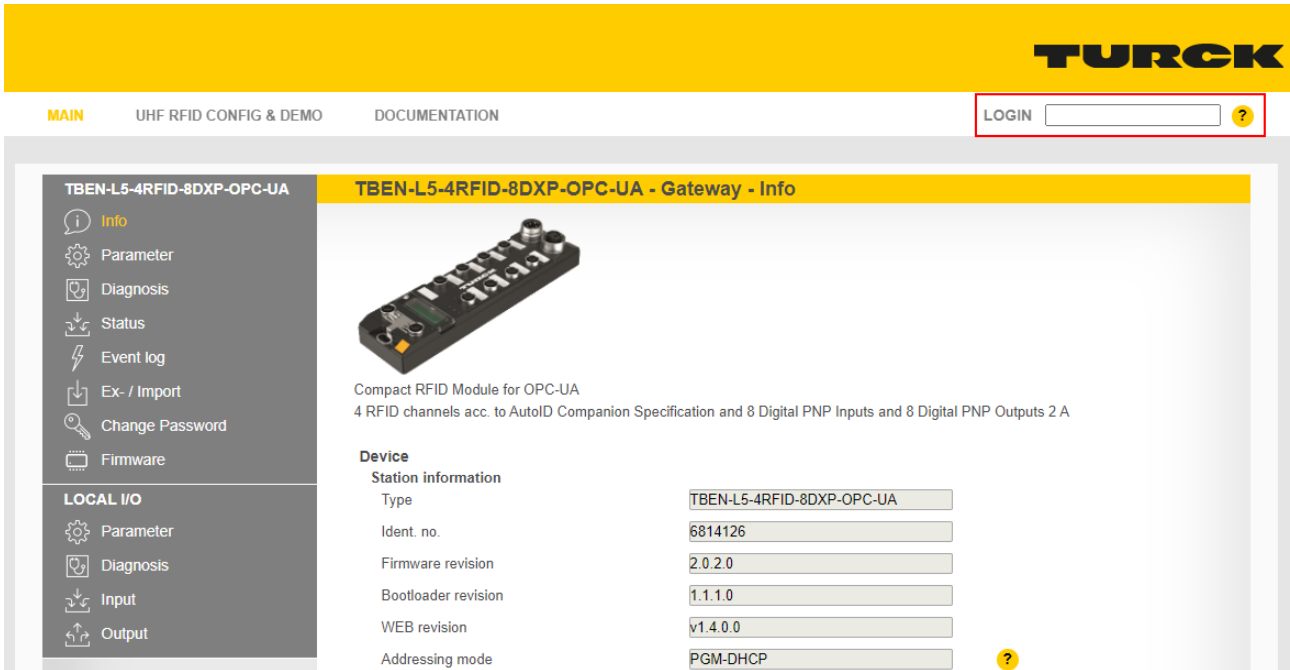 TURCK
MAIN UHF RFID CONFIG & DEMO DOCUMENTATION LOGIN ?
TBEN-L5-4RFID-8DXP-OPC-UA
Info
Parameter
Diagnosis
Status
Event log
Ex- / Import
Change Password
Firmware
LOCAL I/O
Parameter
Diagnosis
Input
Output
TBEN-L5-4RFID-8DXP-OPC-UA - Gateway - Info
Compact RFID Module for OPC-UA
4 RFID channels acc. to AutoID Companion Specification and 8 Digital PNP Inputs and 8 Digital PNP Outputs 2 A
Device
Station information
Type TBEN-L5-4RFID-8DXP-OPC-UA
Ident. no. 6814126
Firmware revision 2.0.2.0
Bootloader revision 1.1.1.0
WEB revision v1.4.0.0
Addressing mode PGM-DHCP ?